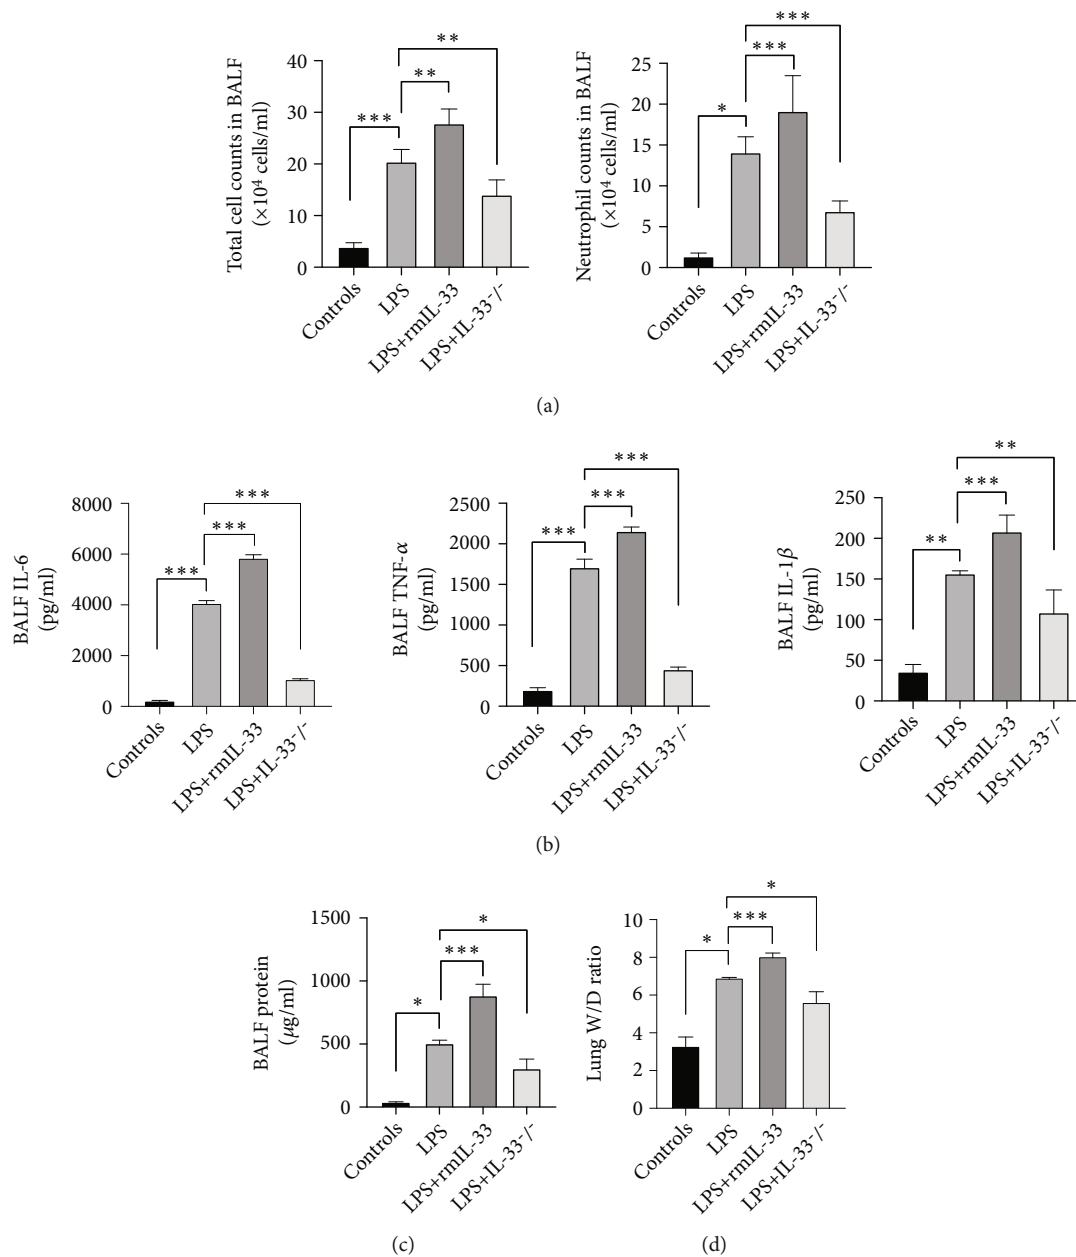 Total cell counts in BALF
(×10⁴ cells/ml)
40
30
20
10
0
***
**
**
Controls
LPS
LPS+rmIL-33
LPS+IL-33⁻/⁻
Neutrophil counts in BALF
(×10⁴ cells/ml)
25
20
15
10
5
0
*
***
***
Controls
LPS
LPS+rmIL-33
LPS+IL-33⁻/⁻
(a)
BALF IL-6
(pg/ml)
8000
6000
4000
2000
0
***
***
***
Controls
LPS
LPS+rmIL-33
LPS+IL-33⁻/⁻
BALF TNF-α
(pg/ml)
2500
2000
1500
1000
500
0
***
***
***
Controls
LPS
LPS+rmIL-33
LPS+IL-33⁻/⁻
BALF IL-1β
(pg/ml)
250
200
150
100
50
0
**
***
**
Controls
LPS
LPS+rmIL-33
LPS+IL-33⁻/⁻
(b)
BALF protein
(μg/ml)
1500
1000
500
0
*
***
*
Controls
LPS
LPS+rmIL-33
LPS+IL-33⁻/⁻
(c)
Lung W/D ratio
10
8
6
4
2
0
*
***
*
Controls
LPS
LPS+rmIL-33
LPS+IL-33⁻/⁻
(d)